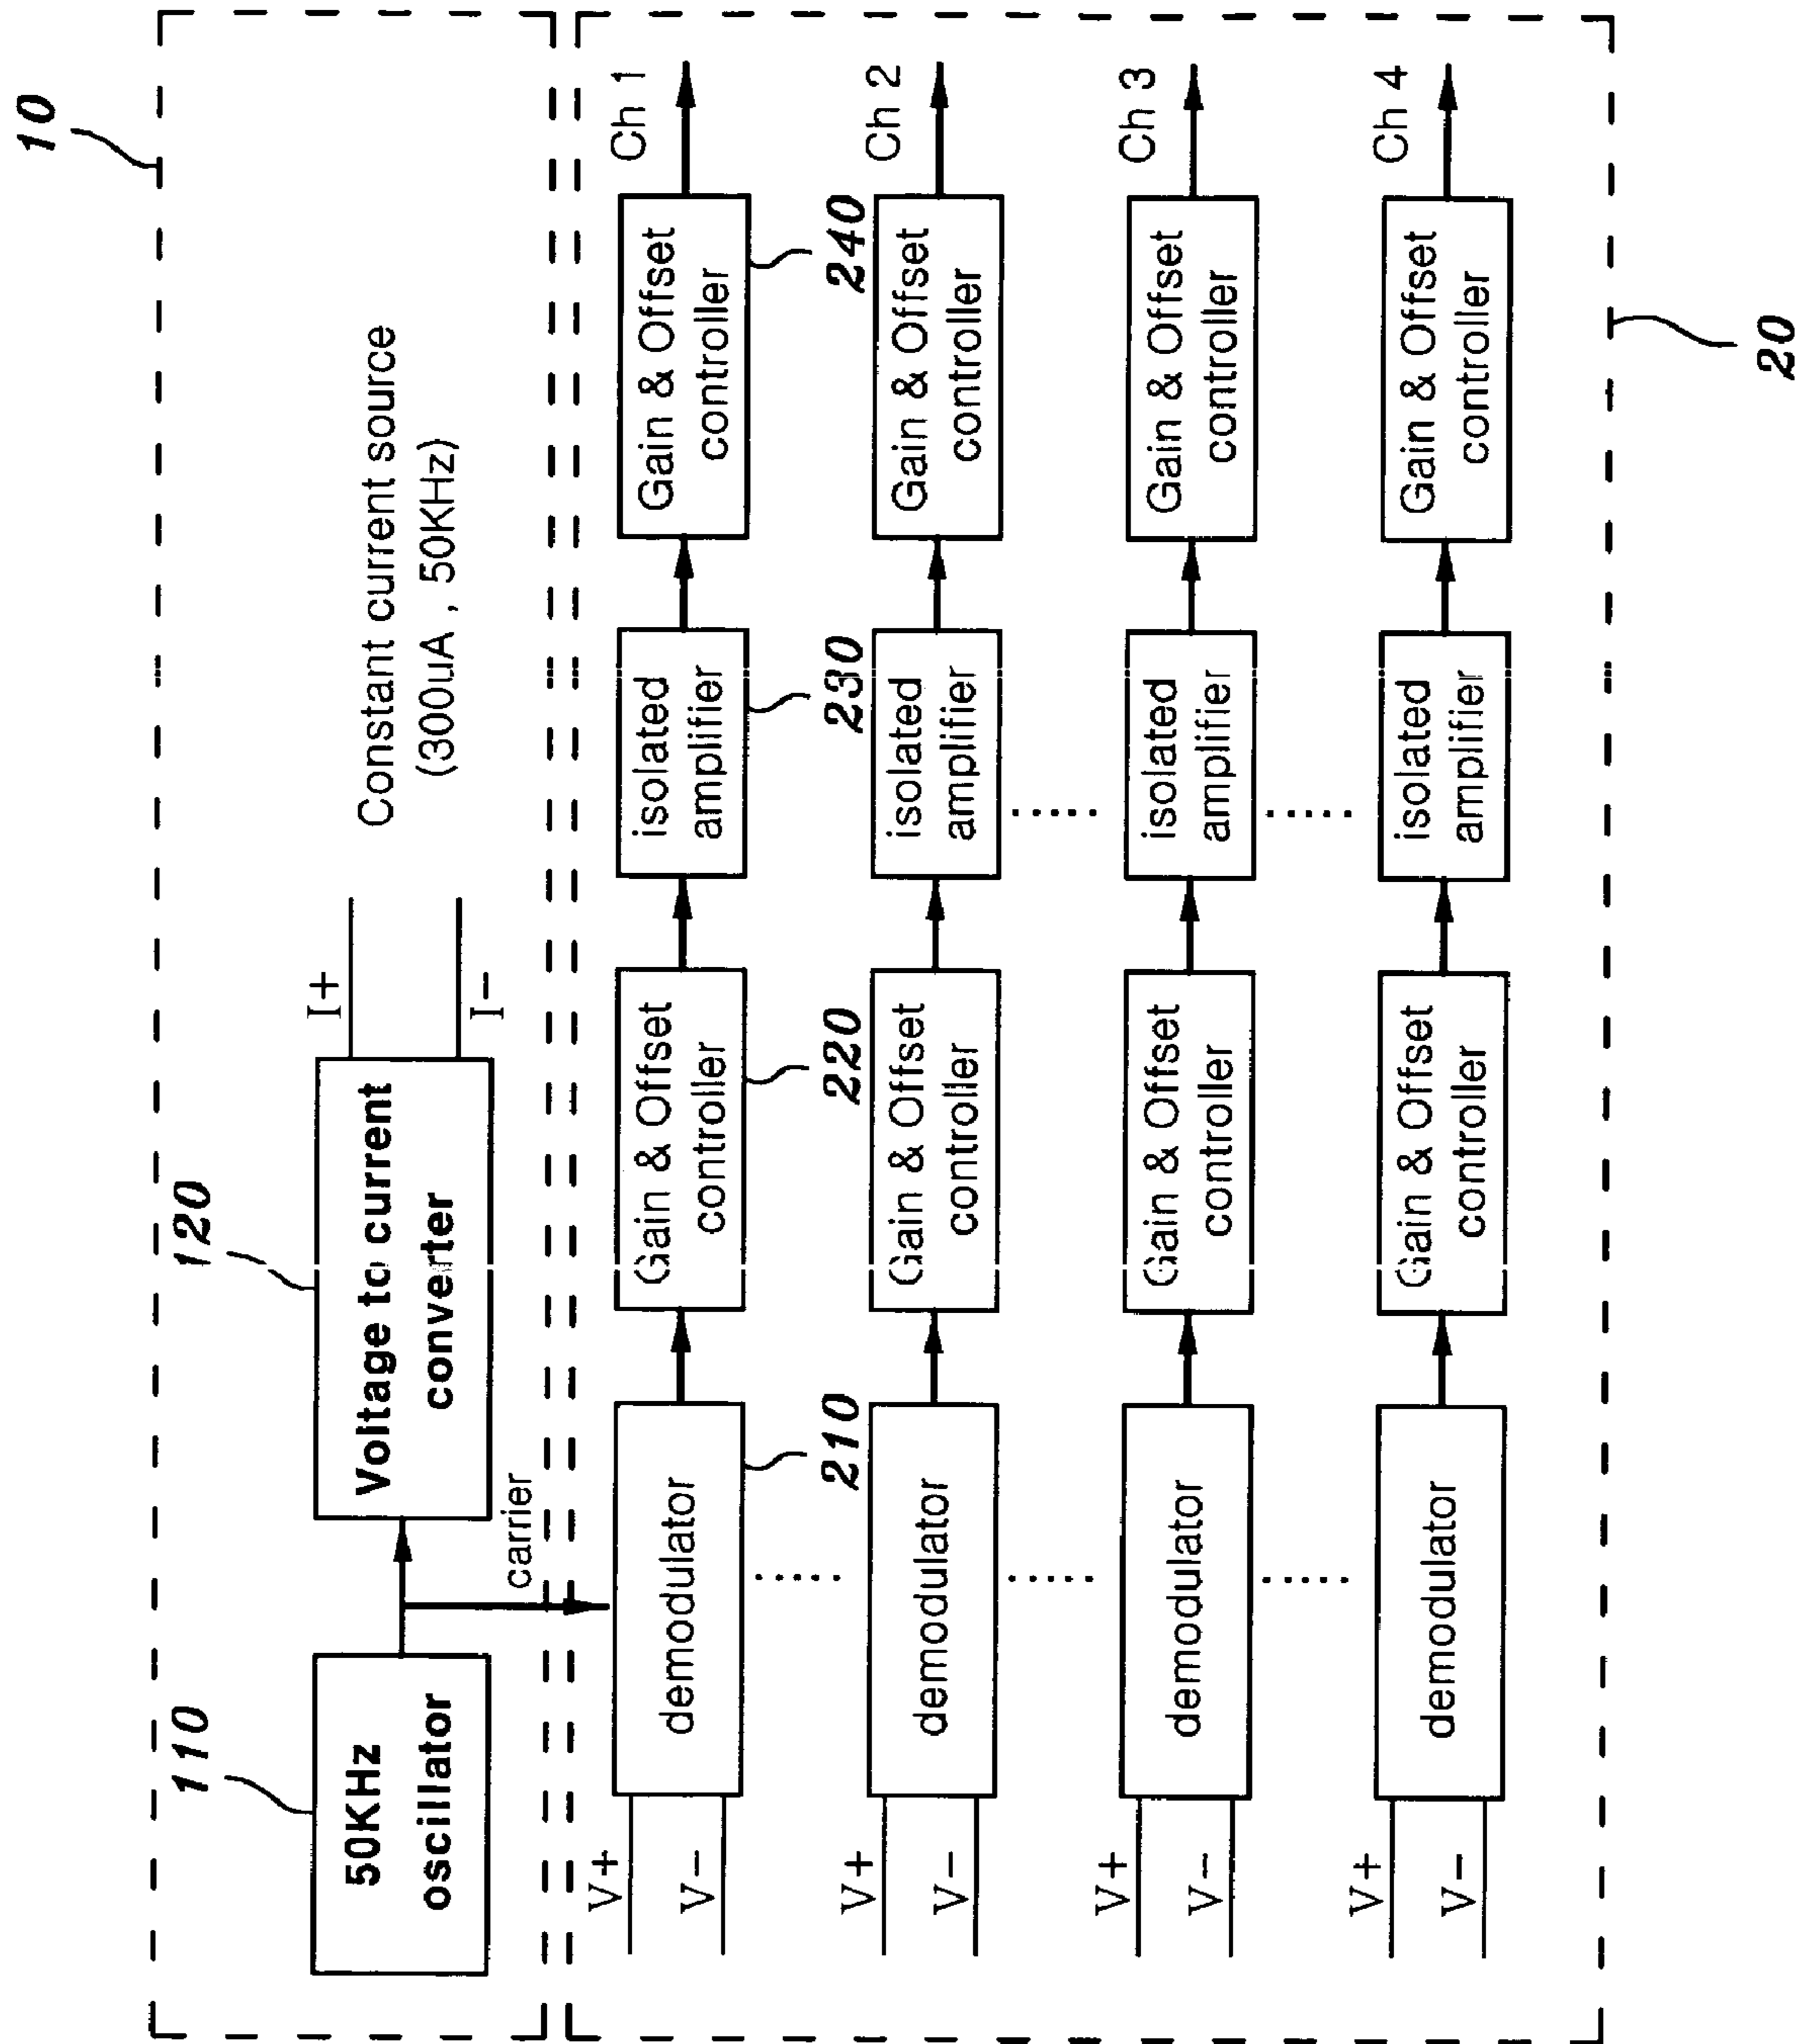 10
110
50KHz
oscillator
120
Voltage to current
converter
I+
I-
Constant current source
(300uA , 50KHz)
carrier
V+
V-
demodulator
210
Gain & Offset
controller
220
isolated
amplifier
230
Gain & Offset
controller
240
Ch 1
V+
V-
demodulator
Gain & Offset
controller
isolated
amplifier
Gain & Offset
controller
Ch 2
V+
V-
demodulator
Gain & Offset
controller
isolated
amplifier
Gain & Offset
controller
Ch 3
V+
V-
demodulator
Gain & Offset
controller
isolated
amplifier
Gain & Offset
controller
Ch 4
20